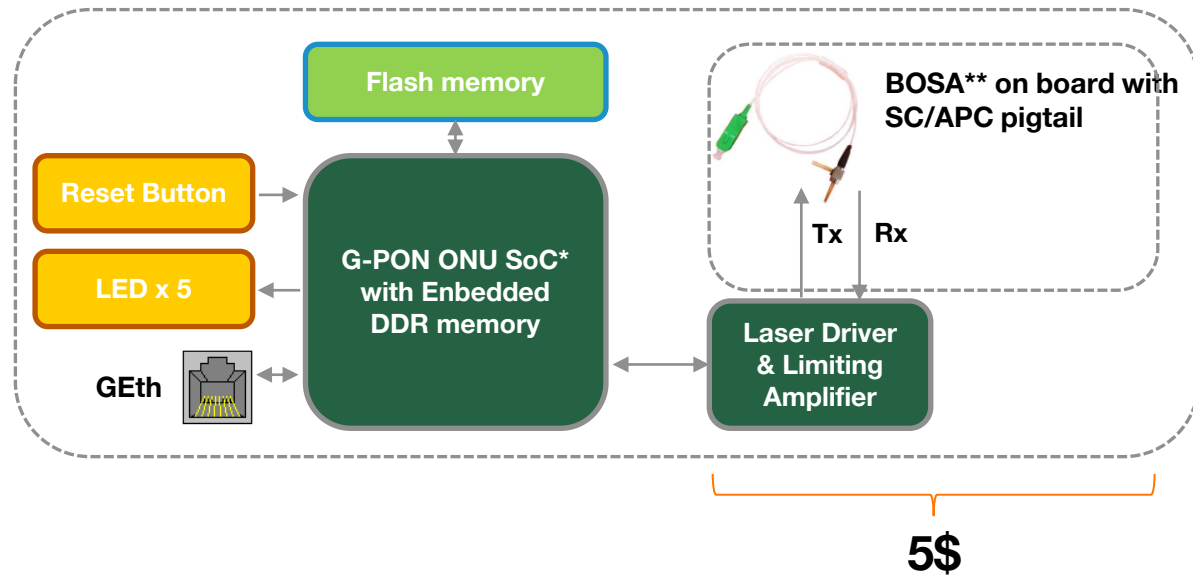 Flash memory
BOSA** on board with
SC/APC pigtail
Reset Button
Tx
Rx
G-PON ONU SoC*
with Enbedded
DDR memory
LED x 5
Laser Driver
& Limiting
Amplifier
GEth
5$